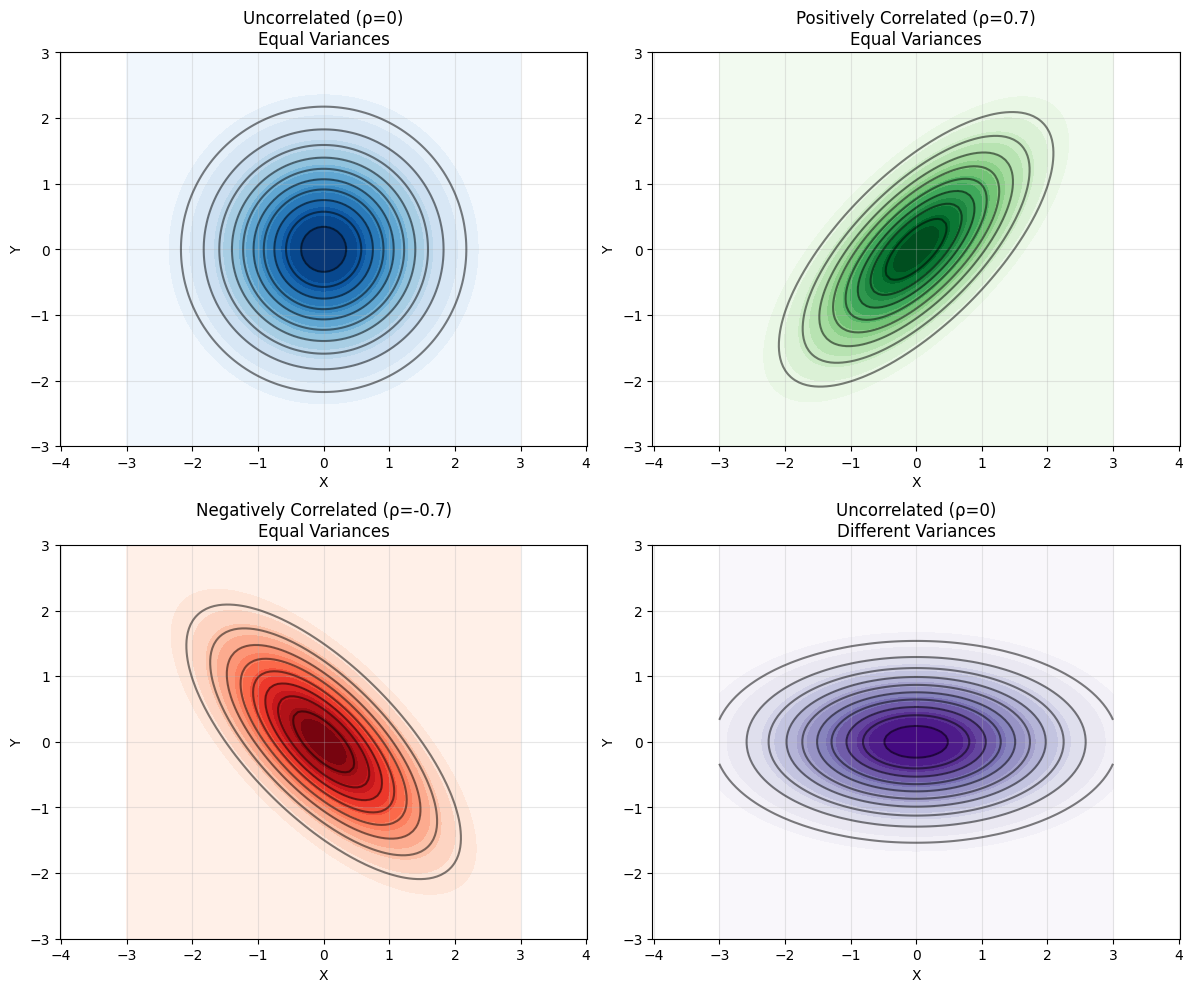 Uncorrelated (ρ=0)
Equal Variances
3
2
1
0
−1
−2
−3
Y
−4 −3 −2 −1 0 1 2 3 4
X
Positively Correlated (ρ=0.7)
Equal Variances
3
2
1
0
−1
−2
−3
Y
−4 −3 −2 −1 0 1 2 3 4
X
Negatively Correlated (ρ=-0.7)
Equal Variances
3
2
1
0
−1
−2
−3
Y
−4 −3 −2 −1 0 1 2 3 4
X
Uncorrelated (ρ=0)
Different Variances
3
2
1
0
−1
−2
−3
Y
−4 −3 −2 −1 0 1 2 3 4
X